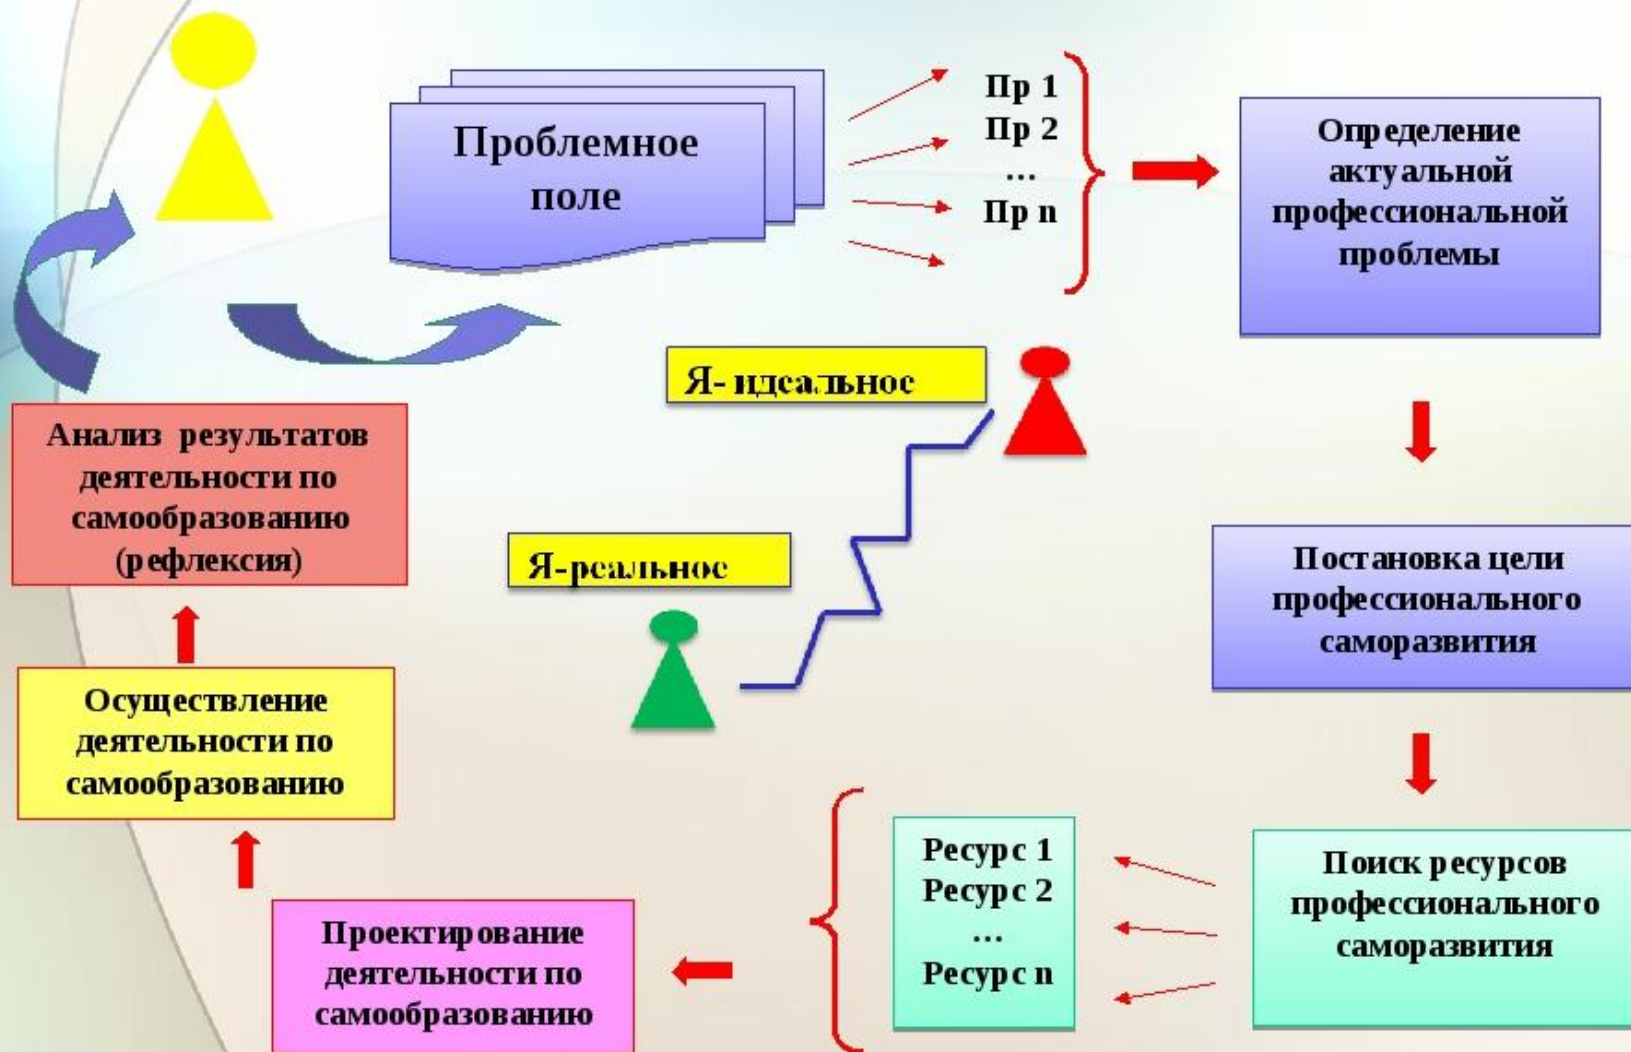 Проблемное
поле
Пр 1
Пр 2
...
Пр n
Определение
актуальной
профессиональной
проблемы
Я- идеальное
Анализ результатов
деятельности по
самообразованию
(рефлексия)
Я-реальное
Постановка цели
профессионального
саморазвития
Осуществление
деятельности по
самообразованию
Ресурс 1
Ресурс 2
...
Ресурс n
Поиск ресурсов
профессионального
саморазвития
Проектирование
деятельности по
самообразованию